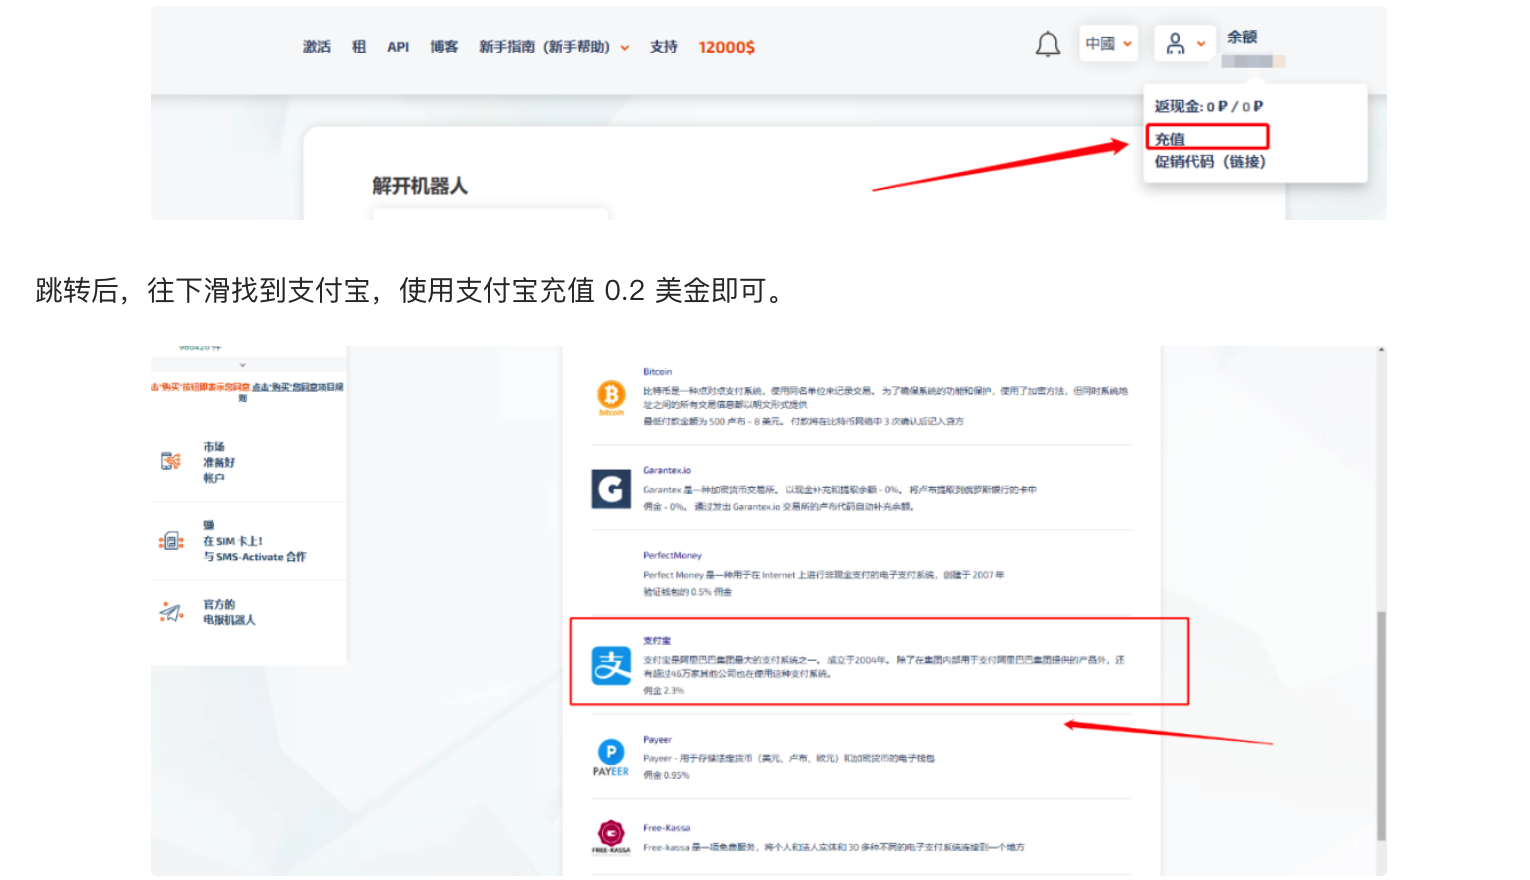 激活 租 API 博客 新手指南（新手帮助） 支持 12000$
中國
余额
返现金: 0 ₽ / 0 ₽
充值
促销代码（链接）
解开机器人
跳转后，往下滑找到支付宝，使用支付宝充值 0.2 美金即可。
击“购买”按钮即表示您同意 点击“购买”您同意项目规
则
市场
准备好
帐户
赚
在 SIM 卡上！
与 SMS-Activate 合作
官方的
电报机器人
Bitcoin
比特币是一种点对点支付系统，使用同名单位来记录交易。 为了确保系统的功能和保护，使用了加密方法，但同时系统地
址之间的所有交易信息都以明文形式提供
最低付款金额为 500 卢布 - 8 美元。 付款将在比特币网络中 3 次确认后记入贷方
bitcoin
Garantex.io
Garantex 是一种加密货币交易所。 以现金补充和提取余额 - 0%。 将卢布提取到俄罗斯银行的卡中
佣金 - 0%。 通过发出 Garantex.io 交易所的卢布代码自动补充余额。
PerfectMoney
Perfect Money 是一种用于在 Internet 上进行非现金支付的电子支付系统，创建于 2007 年
验证钱包的 0.5% 佣金
支付宝
支付宝是阿里巴巴集团最大的支付系统之一。 成立于2004年。 除了在集团内部用于支付阿里巴巴集团提供的产品外，还
有超过46万家其他公司也在使用这种支付系统。
佣金 2.3%
Payeer
Payeer - 用于存储法定货币（美元、卢布、欧元）和加密货币的电子钱包
佣金 0.95%
PAYEER
Free-Kassa
Free-kassa 是一项免费服务，将个人和法人实体和 30 多种不同的电子支付系统连接到一个地方
FREE-KASSA